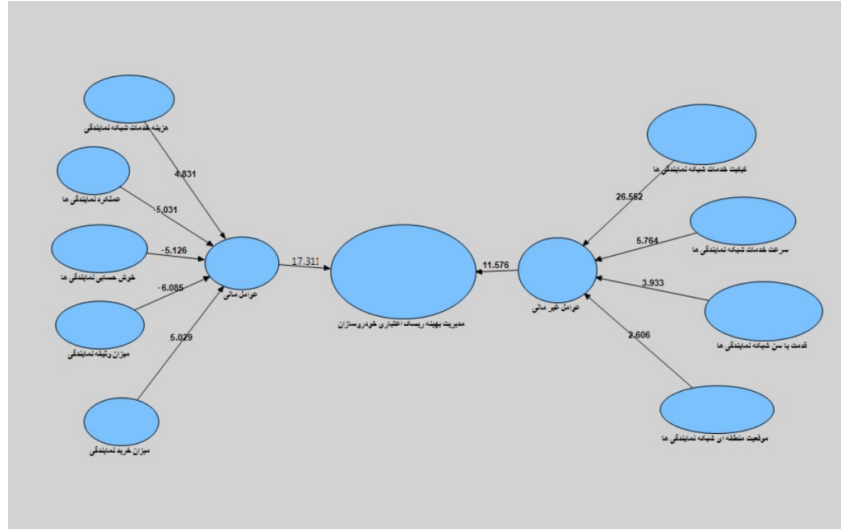 هزینه خدمات شبکه نمایندگی
4.831
عملکرد نمایندگی ها
-5.031
خوش حسابی نمایندگی ها
-5.126
میزان وثیقه نمایندگی
-6.085
میزان خرید نمایندگی
5.029
عوامل مالی
17.311
مدیریت بهینه ریسک اعتباری خودروسازان
11.576
عوامل غیر مالی
کیفیت خدمات شبکه نمایندگی ها
26.552
سرعت خدمات شبکه نمایندگی ها
5.764
قدمت یا سن شبکه نمایندگی ها
3.933
موقعیت منطقه ای شبکه نمایندگی ها
2.606